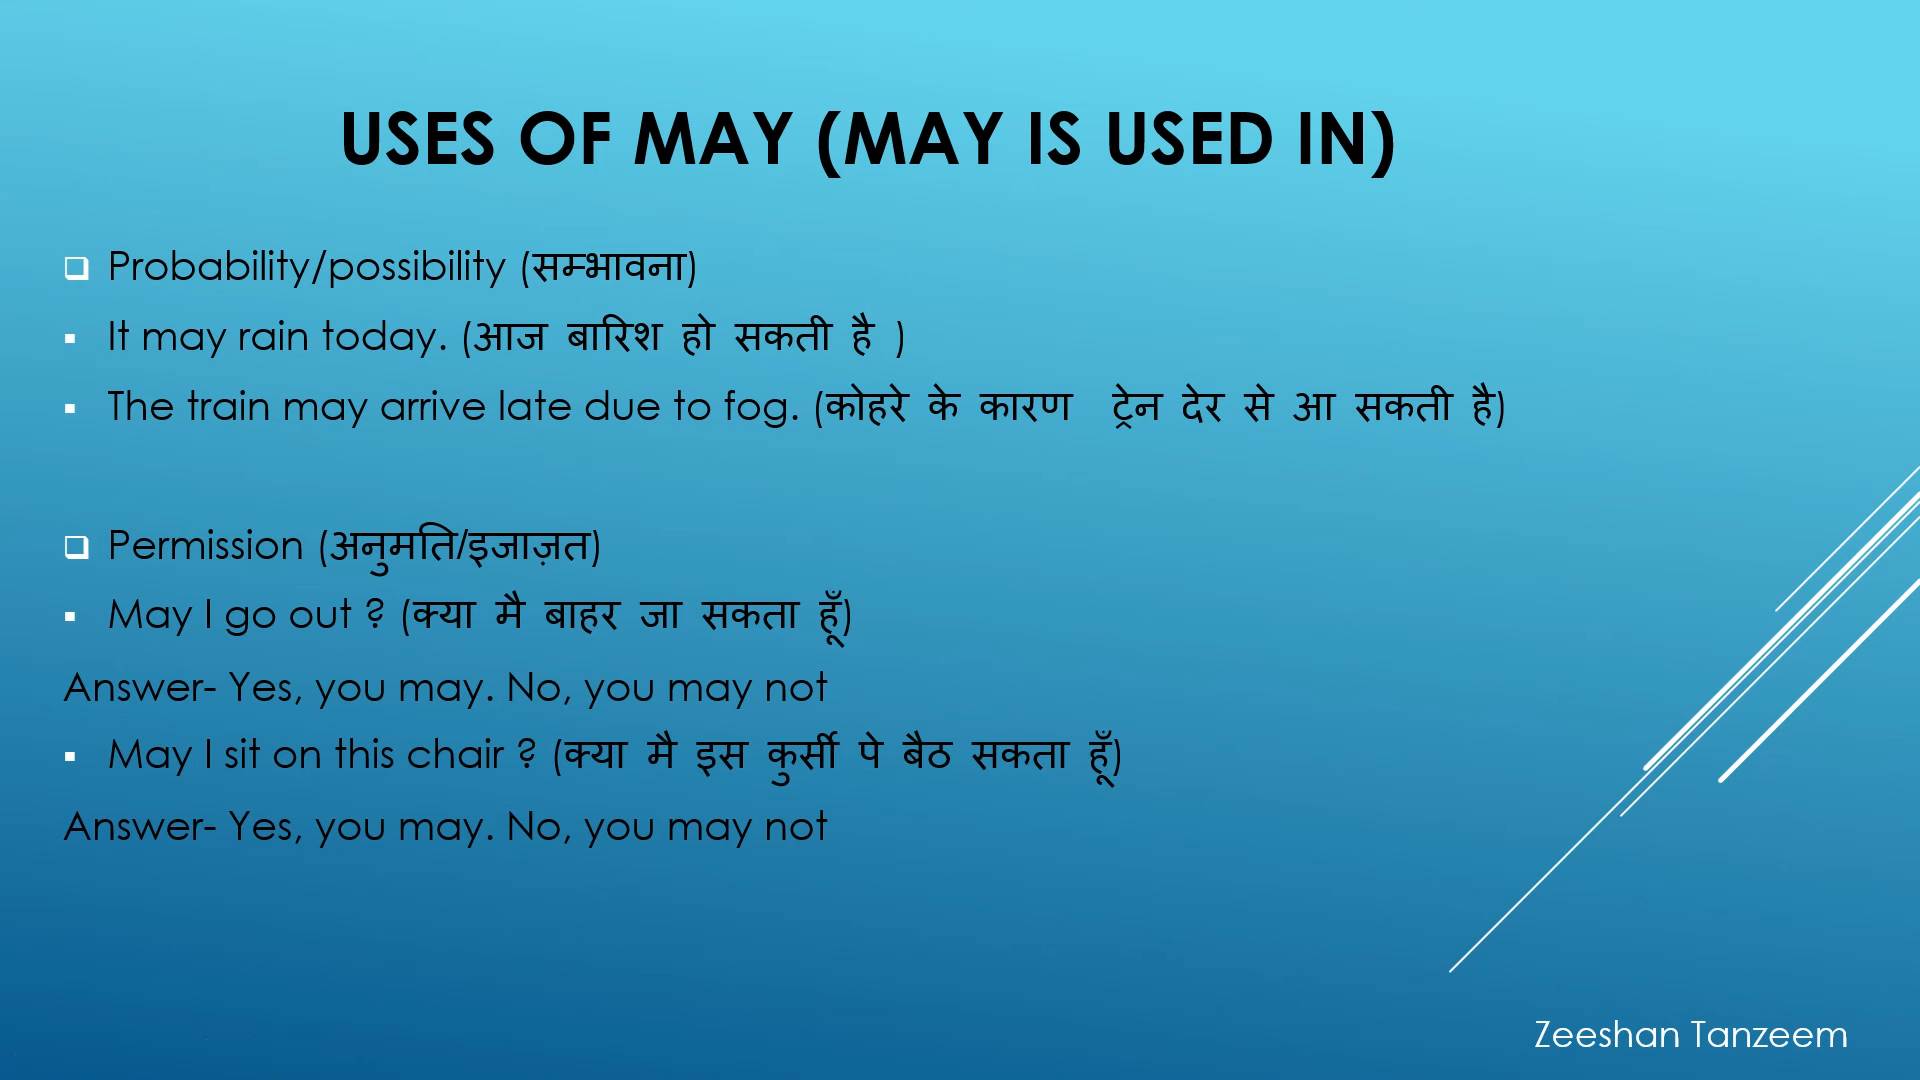 USES OF MAY (MAY IS USED IN)
❑ Probability/possibility (सम्भावना)
▪ It may rain today. (आज बारिश हो सकती है )
▪ The train may arrive late due to fog. (कोहरे के कारण ट्रेन देर से आ सकती है)
❑ Permission (अनुमति/इजाज़त)
▪ May I go out ? (क्या मै बाहर जा सकता हूँ)
Answer- Yes, you may. No, you may not
▪ May I sit on this chair ? (क्या मै इस कुर्सी पे बैठ सकता हूँ)
Answer- Yes, you may. No, you may not
Zeeshan Tanzeem